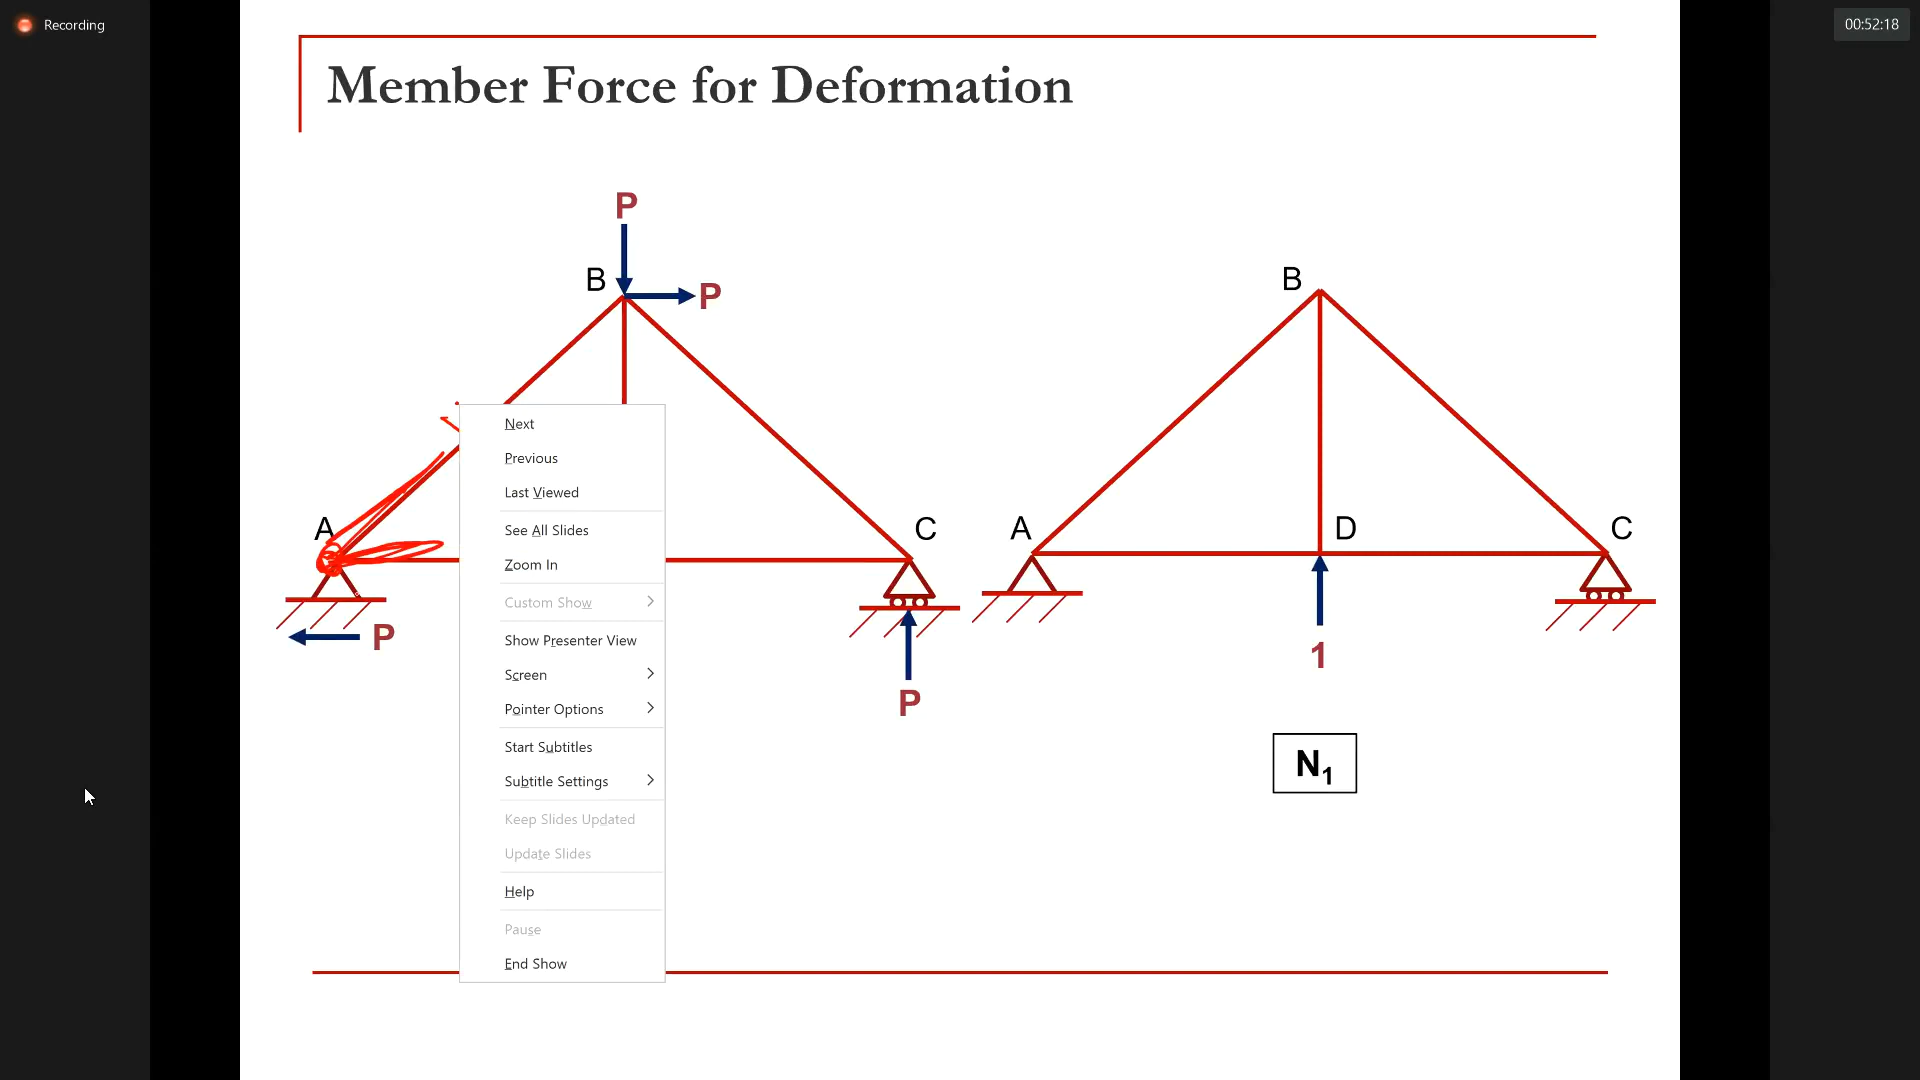 Recording
00:52:18
Member Force for Deformation
P
B
P
A
C
P
P
Next
Previous
Last Viewed
See All Slides
Zoom In
Custom Show
Show Presenter View
Screen
Pointer Options
Start Subtitles
Subtitle Settings
Keep Slides Updated
Update Slides
Help
Pause
End Show
B
A
D
C
1
N₁